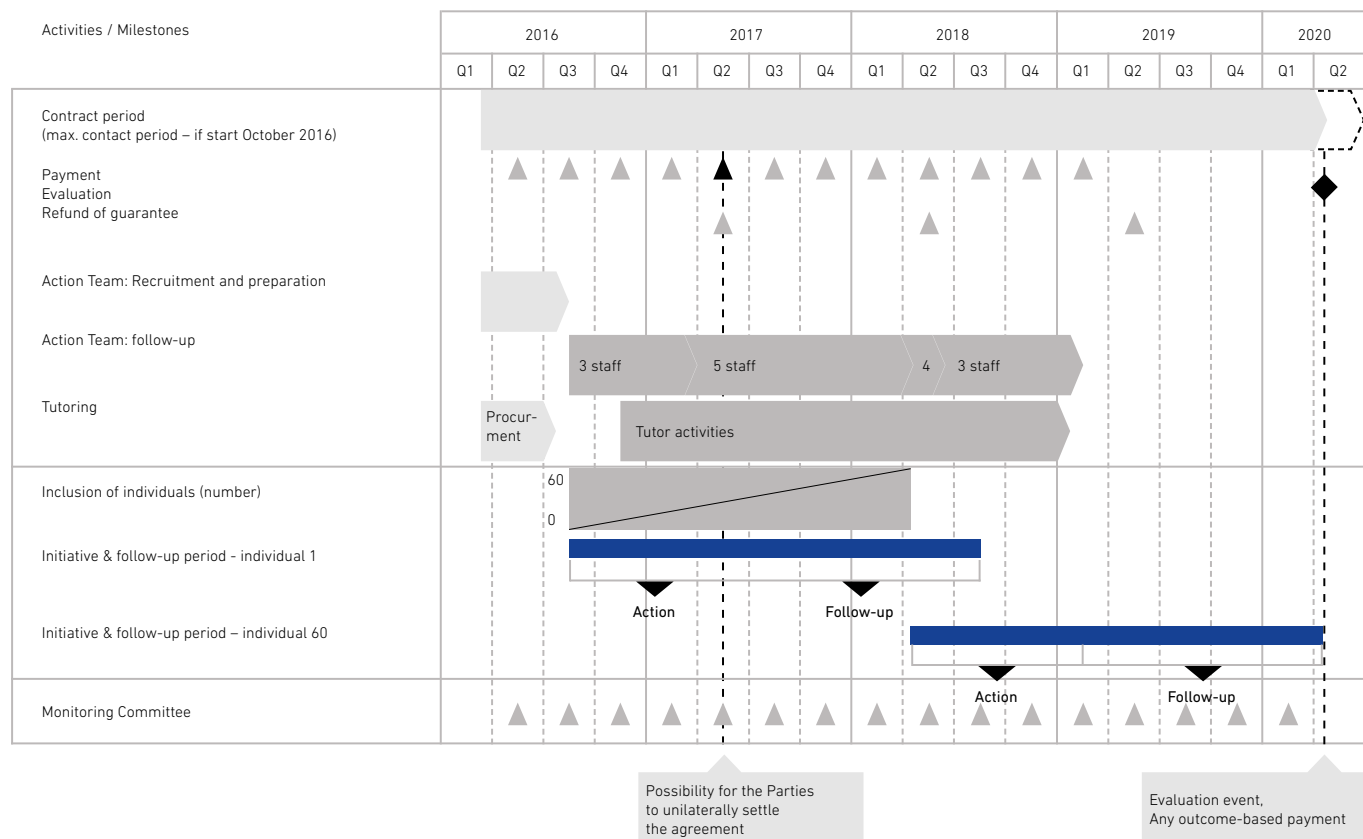 Activities / Milestones
2016 2017 2018 2019 2020
Q1 Q2 Q3 Q4 Q1 Q2 Q3 Q4 Q1 Q2 Q3 Q4 Q1 Q2 Q3 Q4 Q1 Q2
Contract period
(max. contact period – if start October 2016)
Payment
Evaluation
Refund of guarantee
Action Team: Recruitment and preparation
Action Team: follow-up
3 staff 5 staff 4 3 staff
Tutoring
Procur-
ment
Tutor activities
Inclusion of individuals (number)
60
0
Initiative & follow-up period - individual 1
Action Follow-up
Initiative & follow-up period – individual 60
Action Follow-up
Monitoring Committee
Possibility for the Parties
to unilaterally settle
the agreement
Evaluation event,
Any outcome-based payment